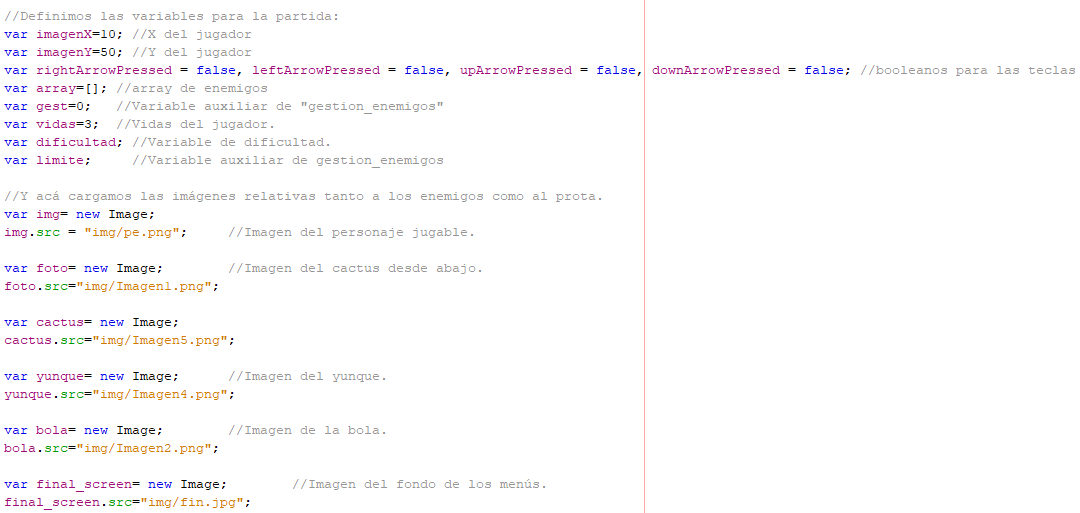 //Definimos las variables para la partida:
var imagenX=10; //X del jugador
var imagenY=50; //Y del jugador
var rightArrowPressed = false, leftArrowPressed = false, upArrowPressed = false, downArrowPressed = false; //booleanos para las teclas
var array=[]; //array de enemigos
var gest=0;   //Variable auxiliar de "gestion_enemigos"
var vidas=3;  //Vidas del jugador.
var dificultad; //Variable de dificultad.
var limite;     //Variable auxiliar de gestion_enemigos
//Y acá cargamos las imágenes relativas tanto a los enemigos como al prota.
var img= new Image;
img.src = "img/pe.png";     //Imagen del personaje jugable.
var foto= new Image;        //Imagen del cactus desde abajo.
foto.src="img/Imagen1.png";
var cactus= new Image;
cactus.src="img/Imagen5.png";
var yunque= new Image;      //Imagen del yunque.
yunque.src="img/Imagen4.png";
var bola= new Image;        //Imagen de la bola.
bola.src="img/Imagen2.png";
var final_screen= new Image;        //Imagen del fondo de los menús.
final_screen.src="img/fin.jpg";